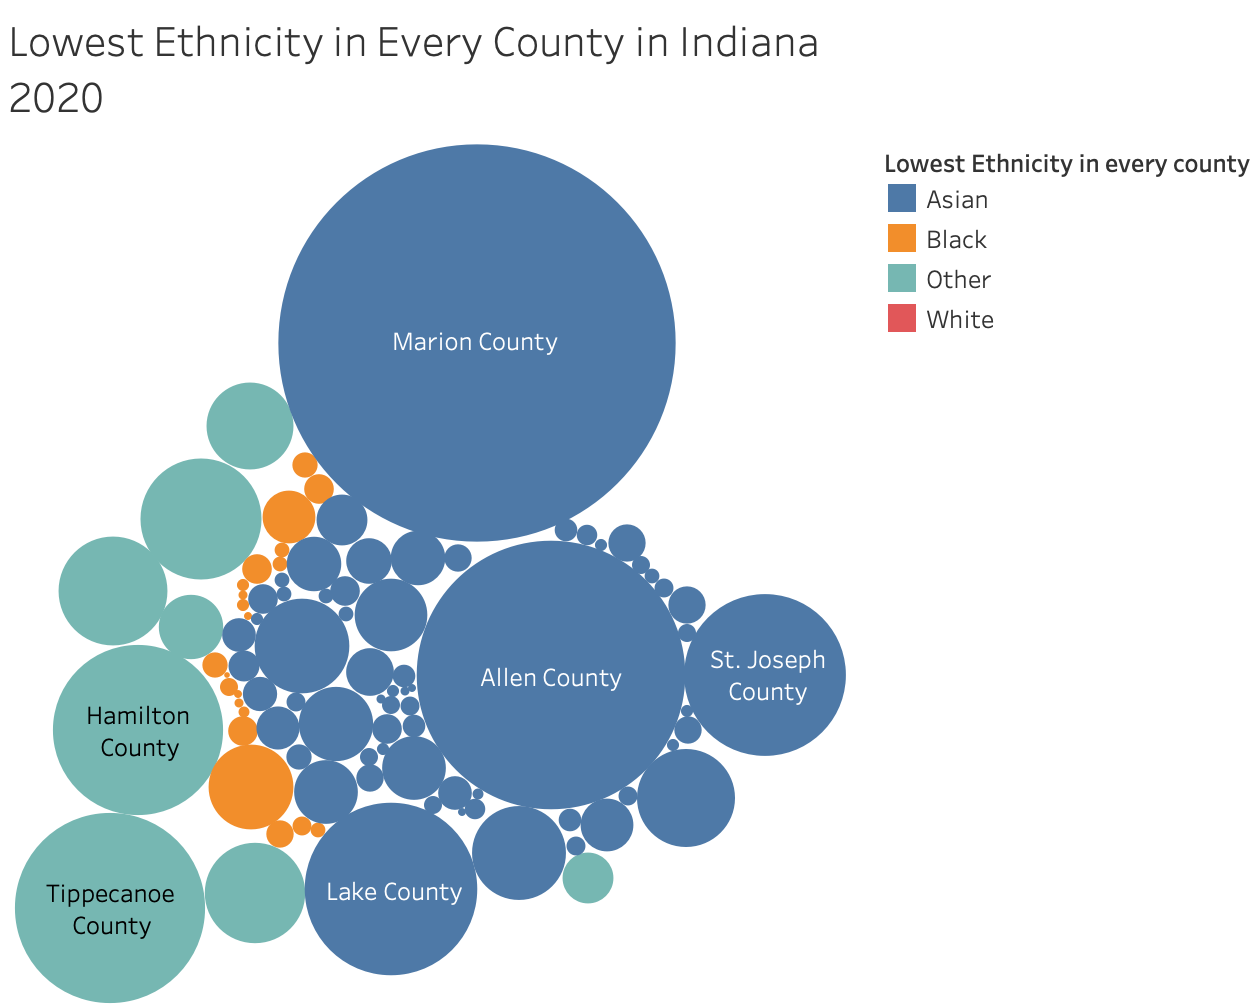 Lowest Ethnicity in Every County in Indiana
2020
Lowest Ethnicity in every county
Asian
Black
Other
White
Marion County
Allen County
St. Joseph
County
Hamilton
County
Tippecanoe
County
Lake County